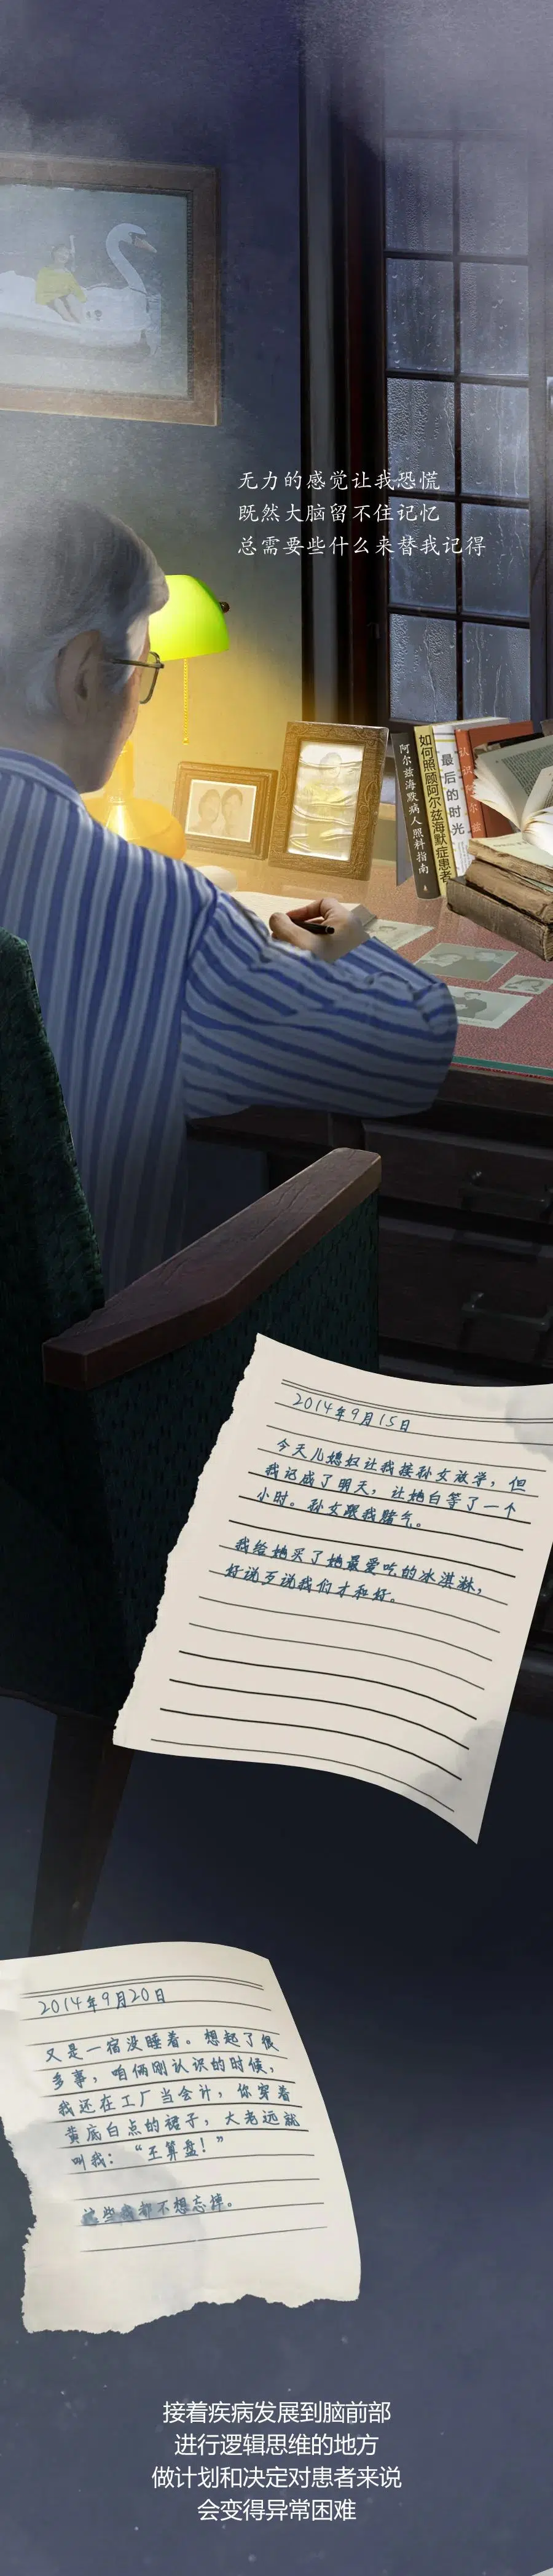 无力的感觉让我恐慌
既然大脑留不住记忆
总需要些什么来替我记得
阿尔兹海默病人照料指南
如何照顾阿尔兹海默症患者
最后的时光
认识
尔兹
2014年9月15日
今天儿媳妇让我接孙女放学，但
我记成了明天，让她白等了一个
小时。孙女跟我赌气。
我给她买了她最爱吃的冰淇淋，
好说歹说我们才和好。
2014年9月20日
又是一宿没睡着。想起了很
多事，咱俩刚认识的时候，
我还在工厂当会计，你穿着
黄底白点的裙子，大老远就
叫我：“王算盘！”
这些我都不想忘掉。
接着疾病发展到脑前部
进行逻辑思维的地方
做计划和决定对患者来说
会变得异常困难